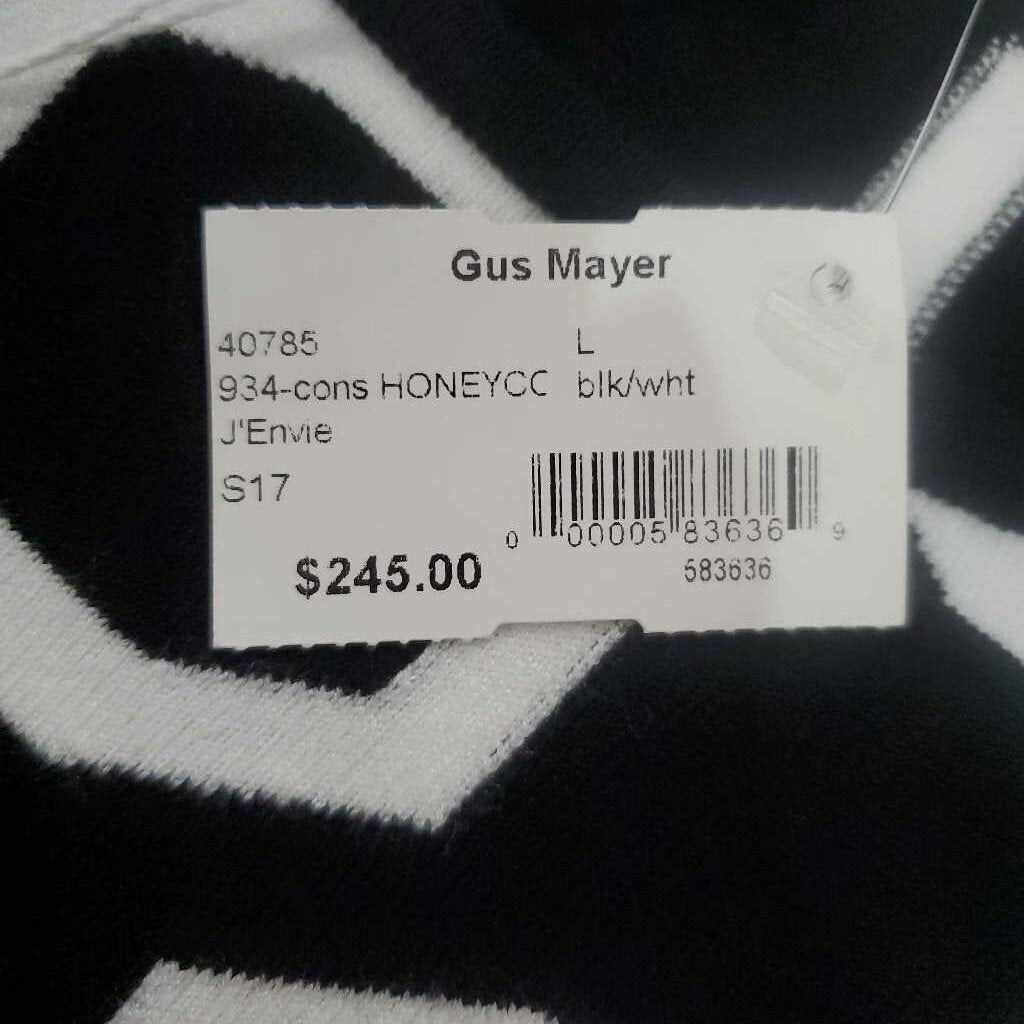 Gus Mayer
40785 L
934-cons HONEYCC blk/wht
J'Envie
S17
0 00005 83636 9
$245.00
583636